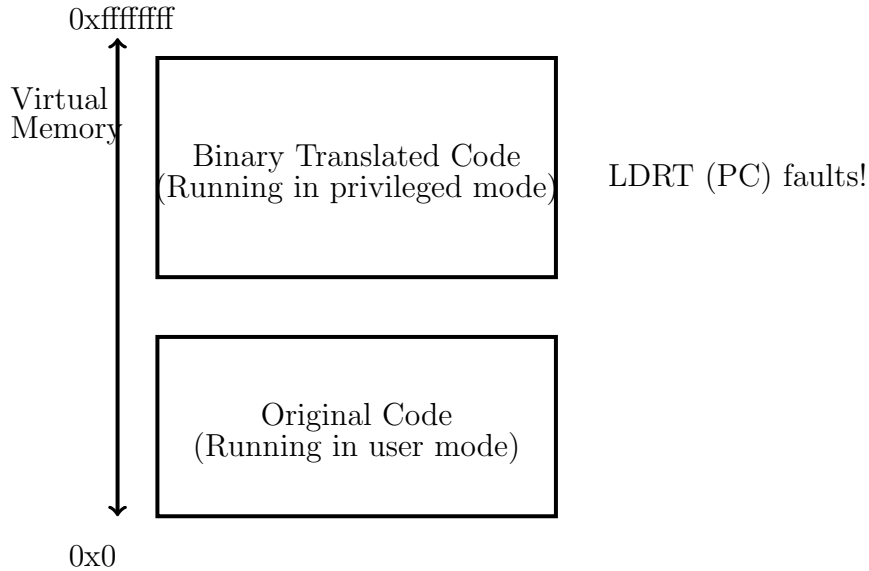 0xffffffff
Virtual
Memory
Binary Translated Code
(Running in privileged mode)
LDRT (PC) faults!
Original Code
(Running in user mode)
0x0